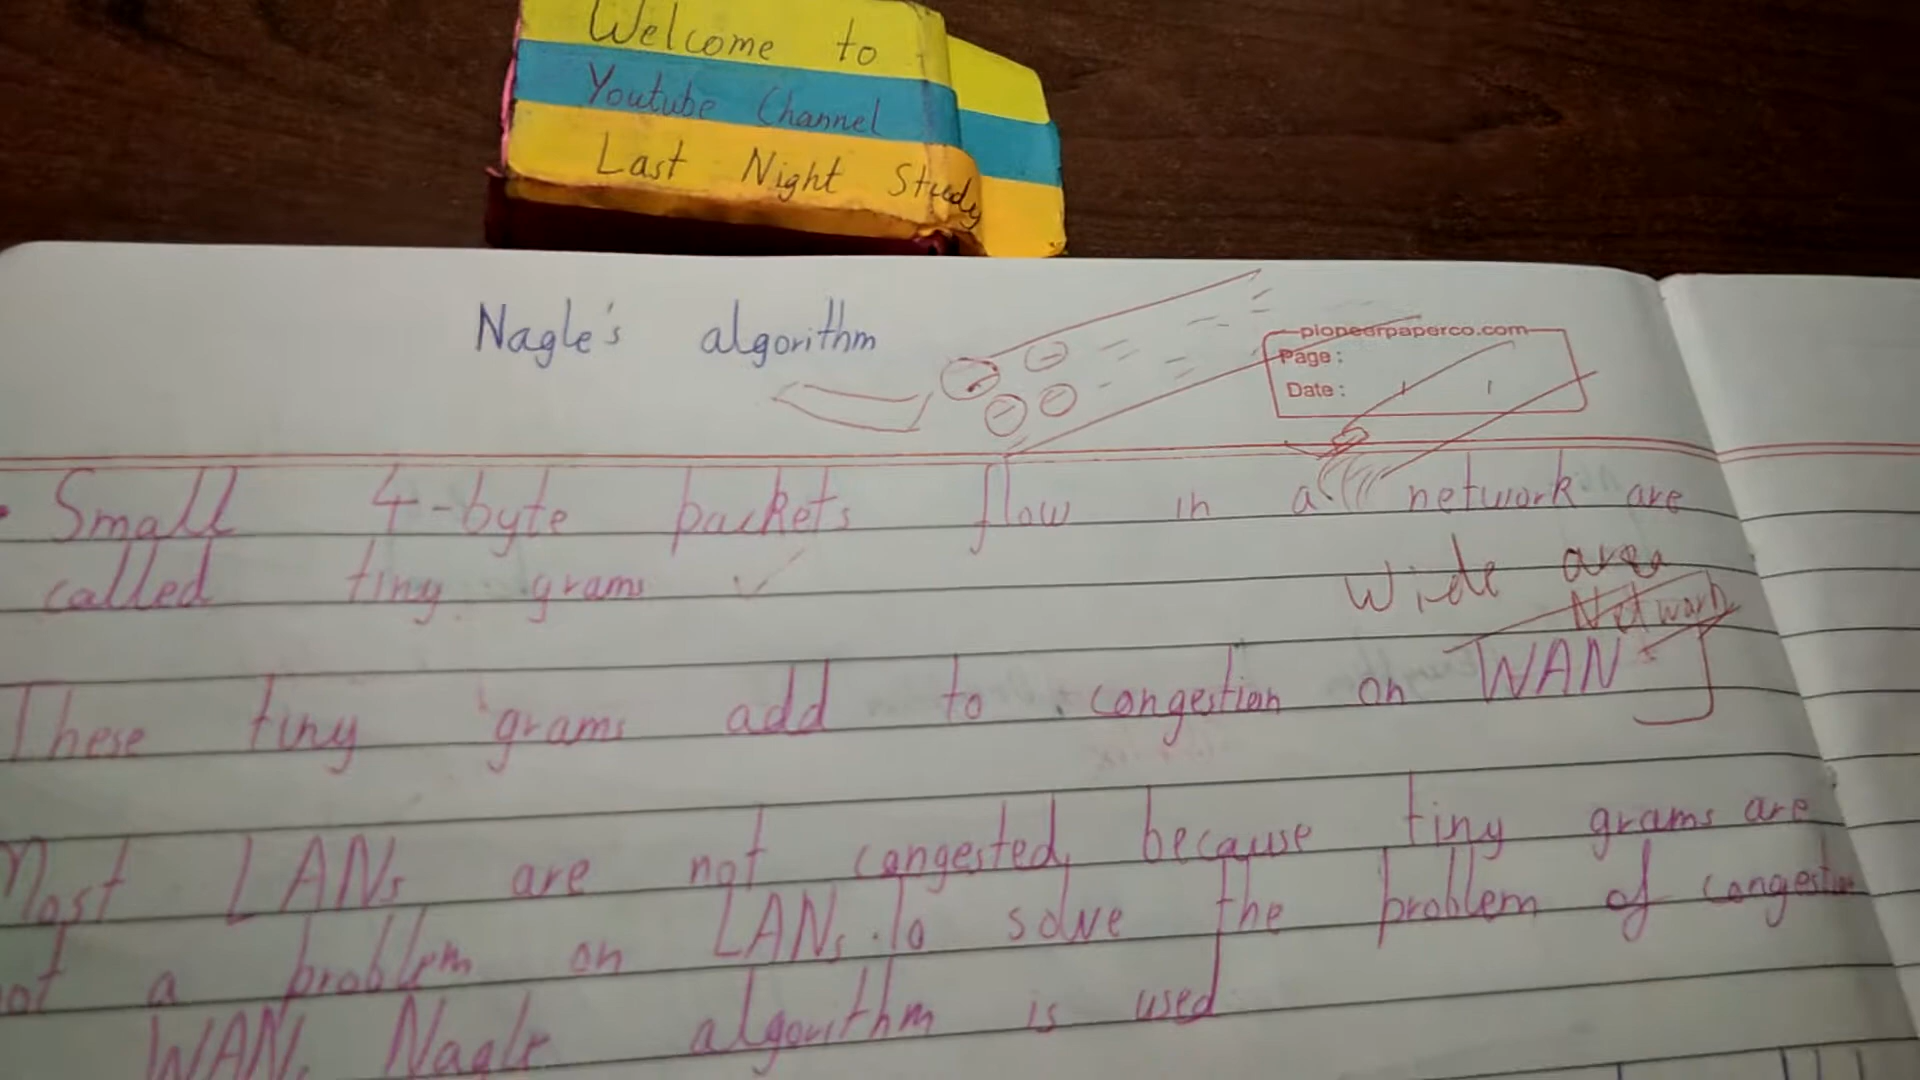 Welcome to
Youtube Channel
Last Night Study
Nagle's algorithm
pioneerpaperco.com
Page :
Date :
Small 4-byte packets flow in a network are
called tiny grams
Wide area
Network
These tiny grams add to congestion on WAN
Most LANs are not congested, because tiny grams are
not a problem on LANs. To solve the problem of congestion
WAN, Nagle algorithm is used